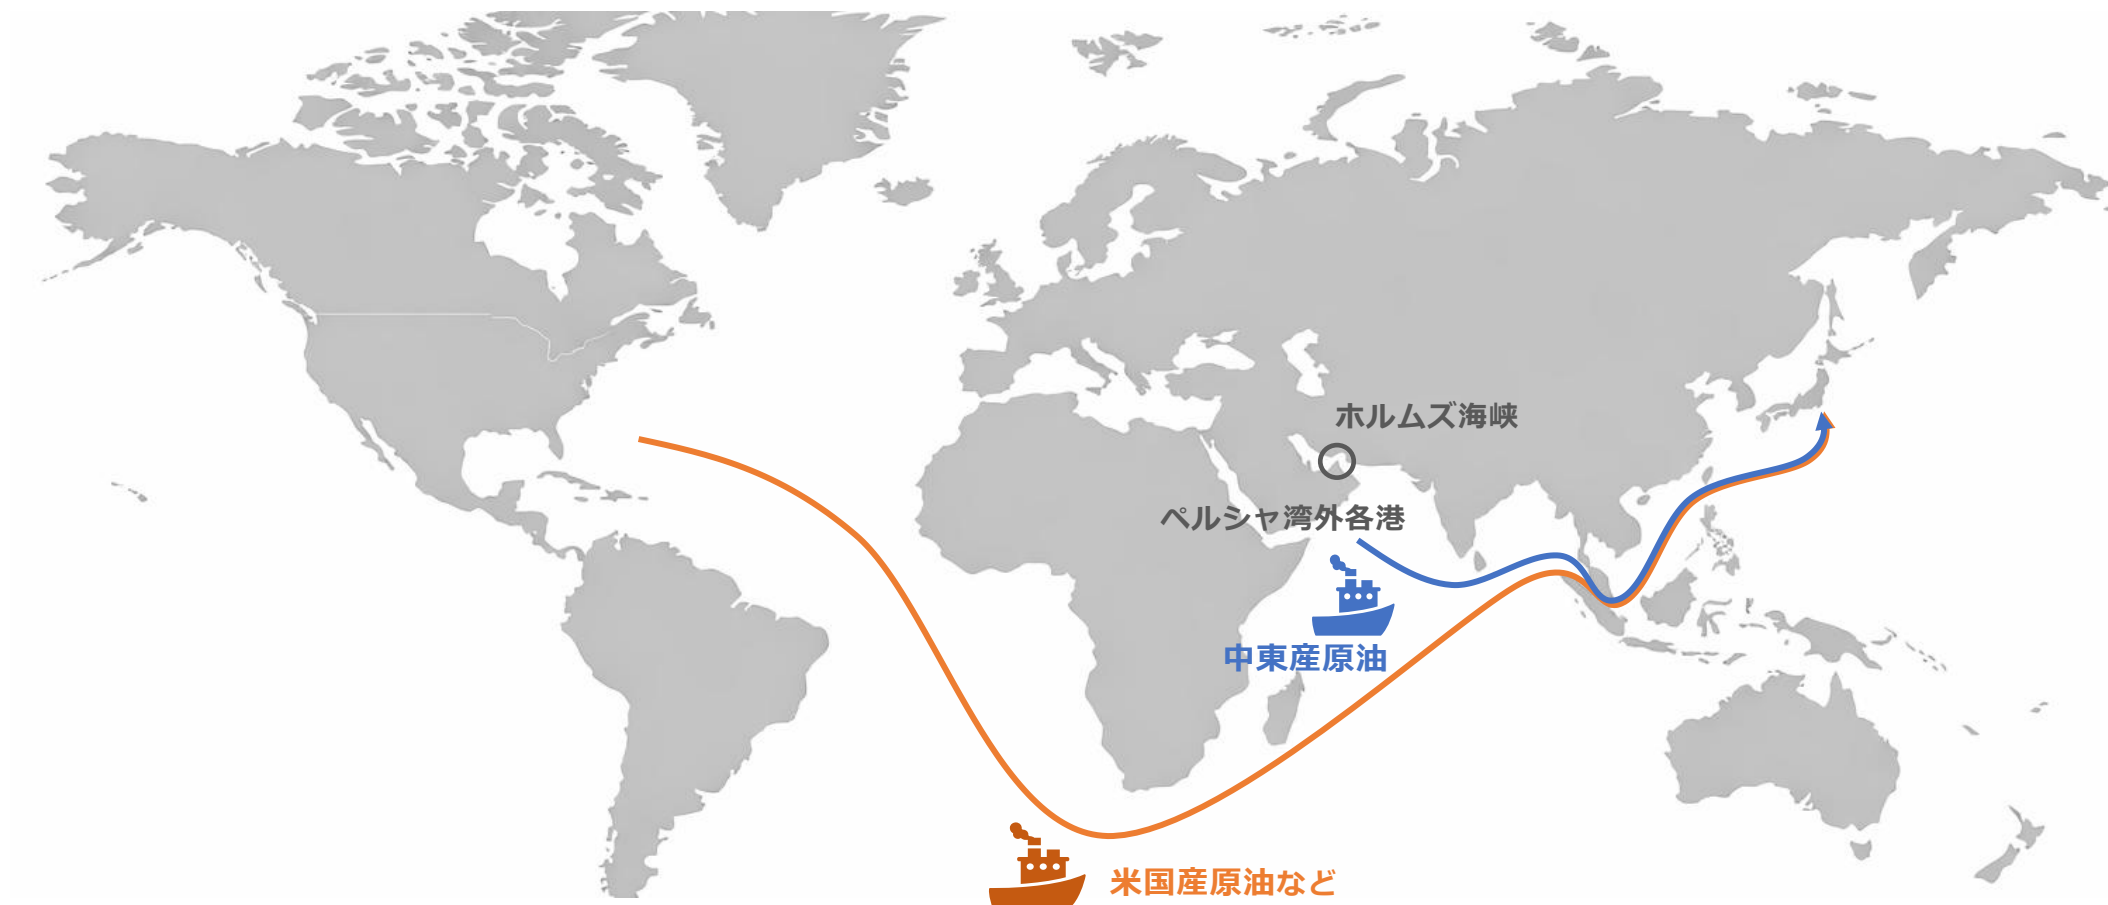 ホルムズ海峡
ペルシャ湾外各港
中東産原油
米国産原油など